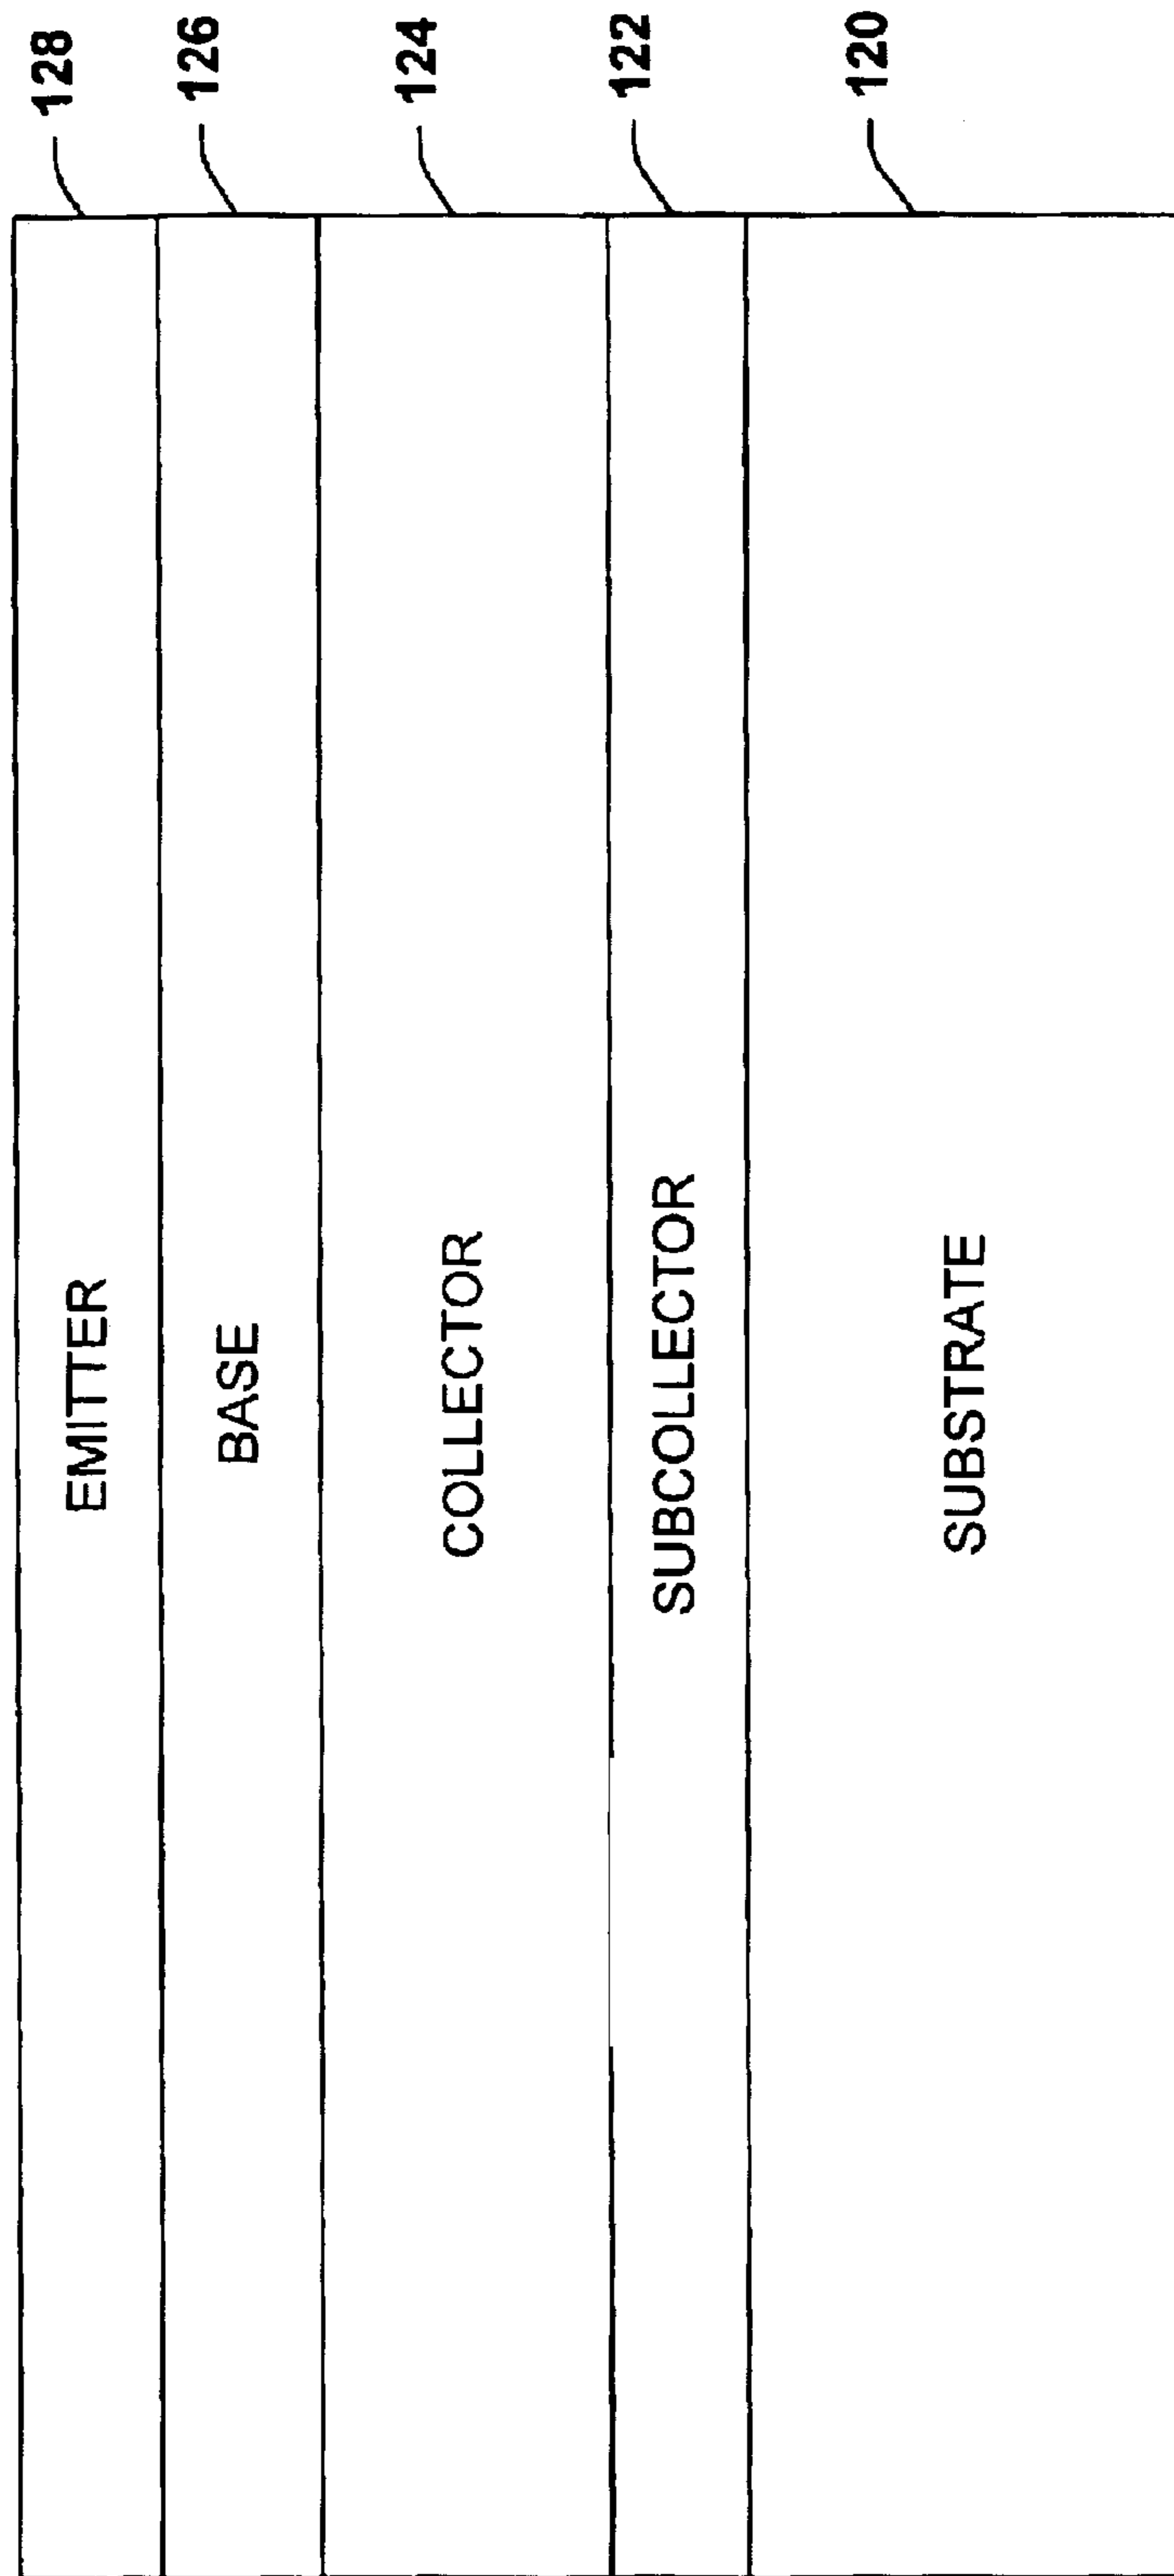 EMITTER 128
BASE 126
COLLECTOR 124
SUBCOLLECTOR 122
SUBSTRATE 120